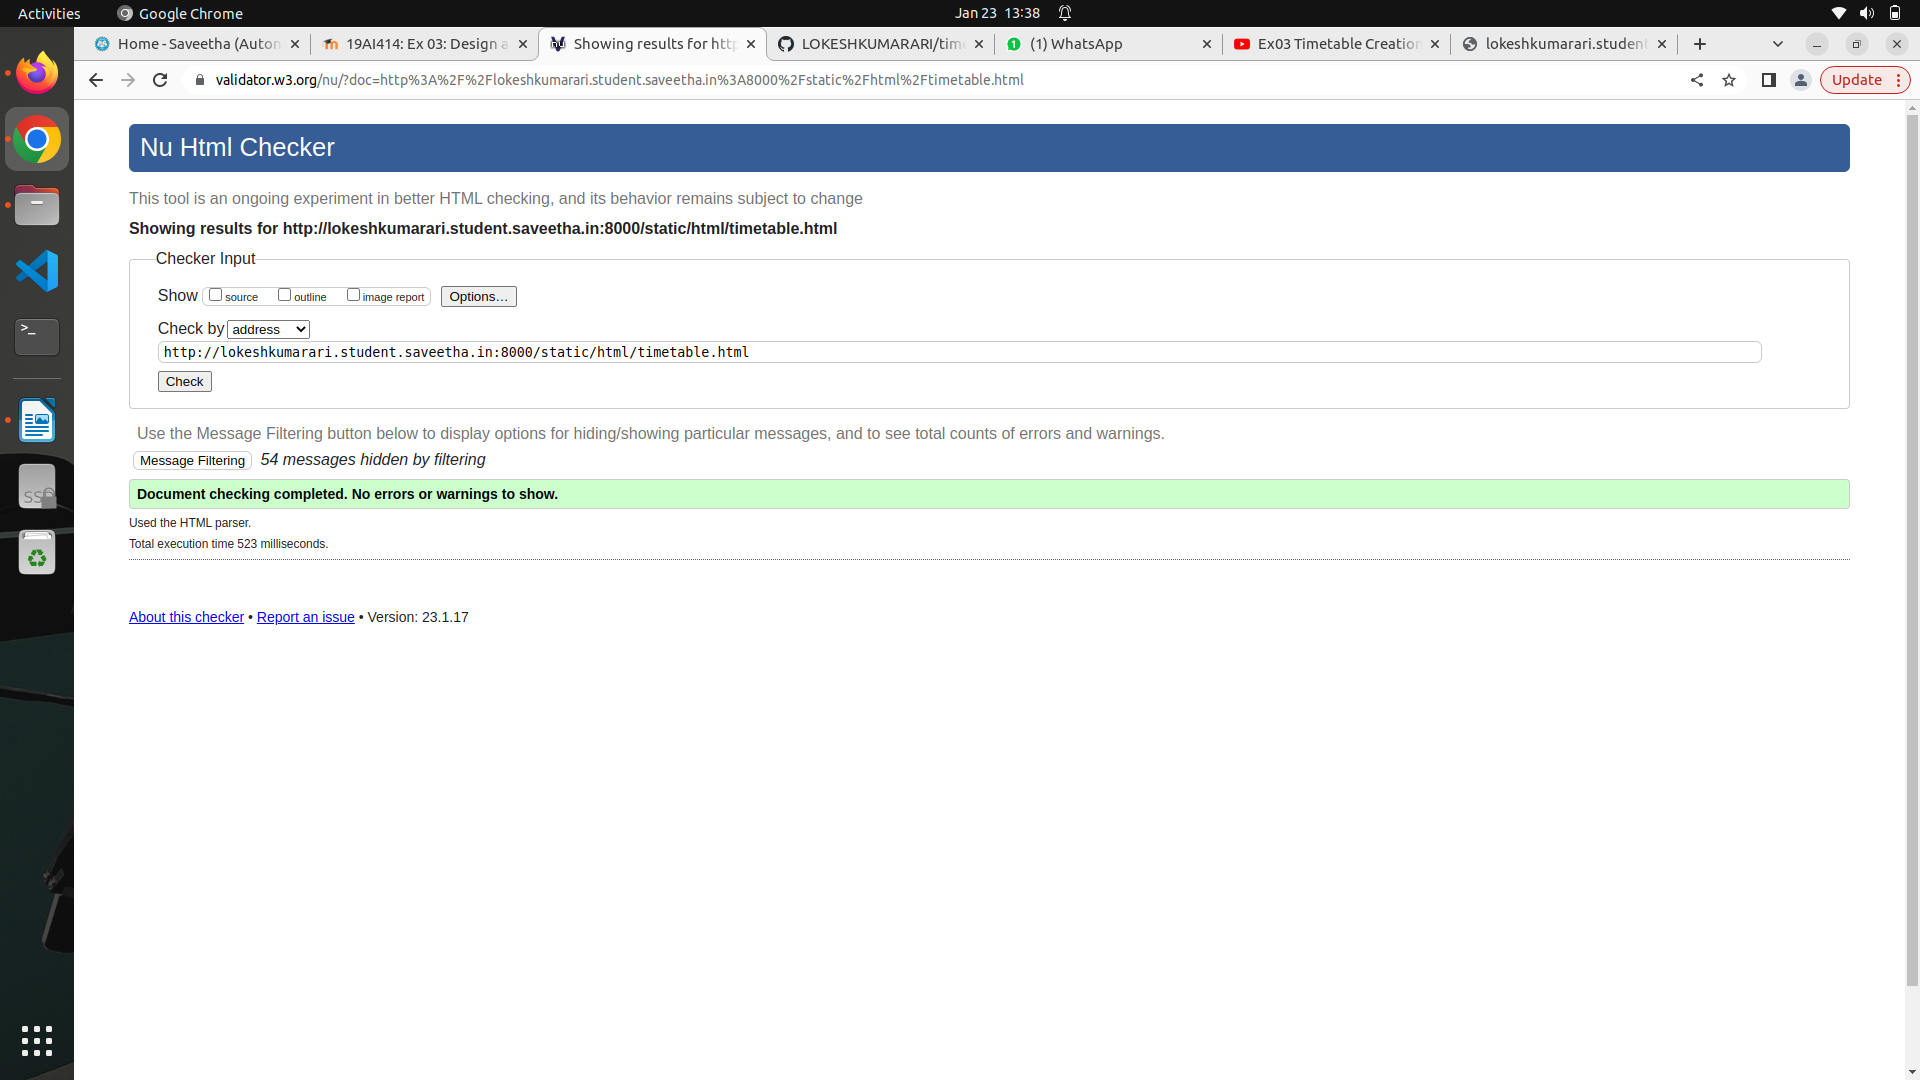 Activities
Google Chrome
Jan 23 13:38
Home - Saveetha (Auton
19AI414: Ex 03: Design a
Showing results for http
LOKESHKUMARARI/tim
(1) WhatsApp
Ex03 Timetable Creation
lokeshkumarari.student
validator.w3.org/nu/?doc=http%3A%2F%2Flokeshkumarari.student.saveetha.in%3A8000%2Fstatic%2Fhtml%2Ftimetable.html
Update
Nu Html Checker
This tool is an ongoing experiment in better HTML checking, and its behavior remains subject to change
Showing results for http://lokeshkumarari.student.saveetha.in:8000/static/html/timetable.html
Checker Input
Show source outline image report Options…
Check by address
http://lokeshkumarari.student.saveetha.in:8000/static/html/timetable.html
Check
Use the Message Filtering button below to display options for hiding/showing particular messages, and to see total counts of errors and warnings.
Message Filtering 54 messages hidden by filtering
Document checking completed. No errors or warnings to show.
Used the HTML parser.
Total execution time 523 milliseconds.
About this checker • Report an issue • Version: 23.1.17